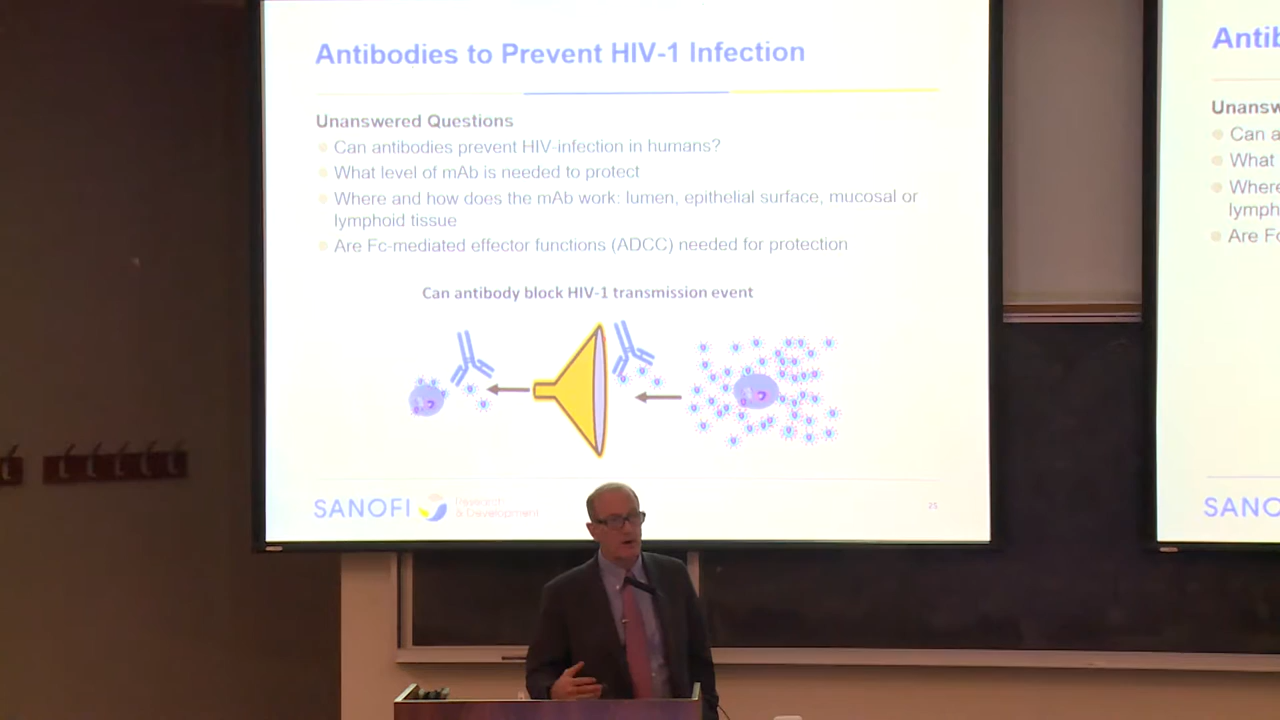 Antibodies to Prevent HIV-1 Infection
Unanswered Questions
Can antibodies prevent HIV-infection in humans?
What level of mAb is needed to protect
Where and how does the mAb work: lumen, epithelial surface, mucosal or
lymphoid tissue
Are Fc-mediated effector functions (ADCC) needed for protection
Can antibody block HIV-1 transmission event
SANOFI
Research
& Development
25
Antib
Unansw
Can a
What
Where
lymph
Are Fc
SANO